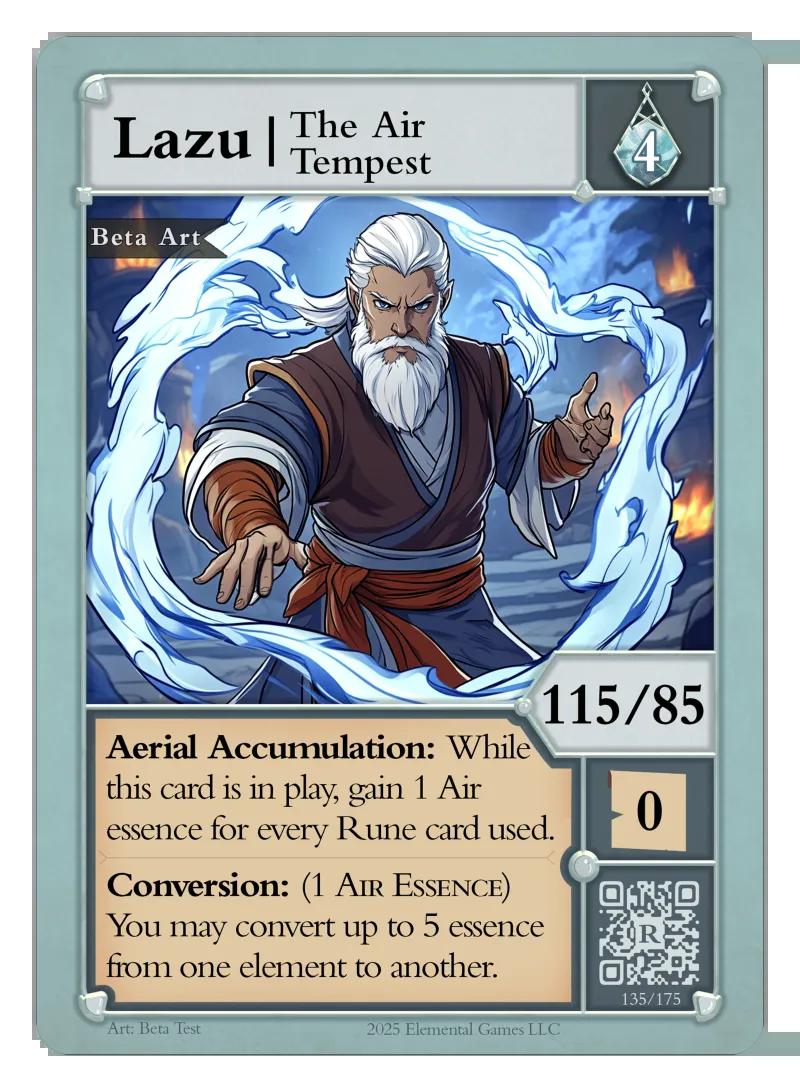 Lazu | The Air
Tempest
4
Beta Art
115/85
Aerial Accumulation: While
this card is in play, gain 1 Air
essence for every Rune card used.
0
Conversion: (1 AIR ESSENCE)
You may convert up to 5 essence
from one element to another.
R
135/175
Art: Beta Test
2025 Elemental Games LLC